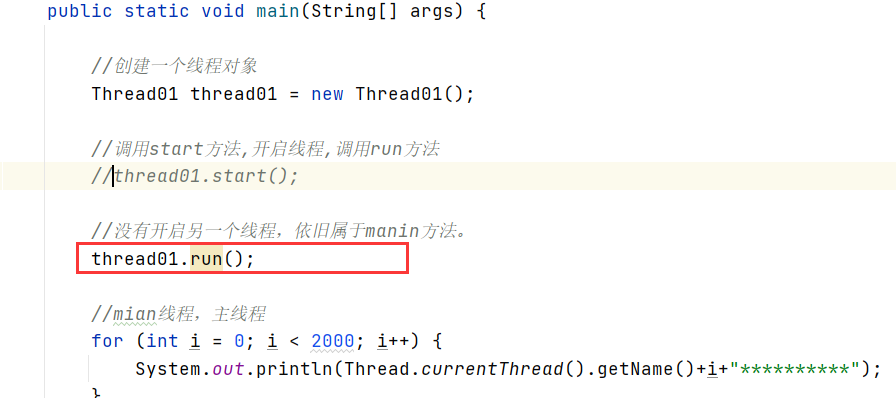 public static void main(String[] args) {
//创建一个线程对象
Thread01 thread01 = new Thread01();
//调用start方法,开启线程,调用run方法
//thread01.start();
//没有开启另一个线程，依旧属于manin方法。
thread01.run();
//mian线程，主线程
for (int i = 0; i < 2000; i++) {
System.out.println(Thread.currentThread().getName()+i+"**********");
}